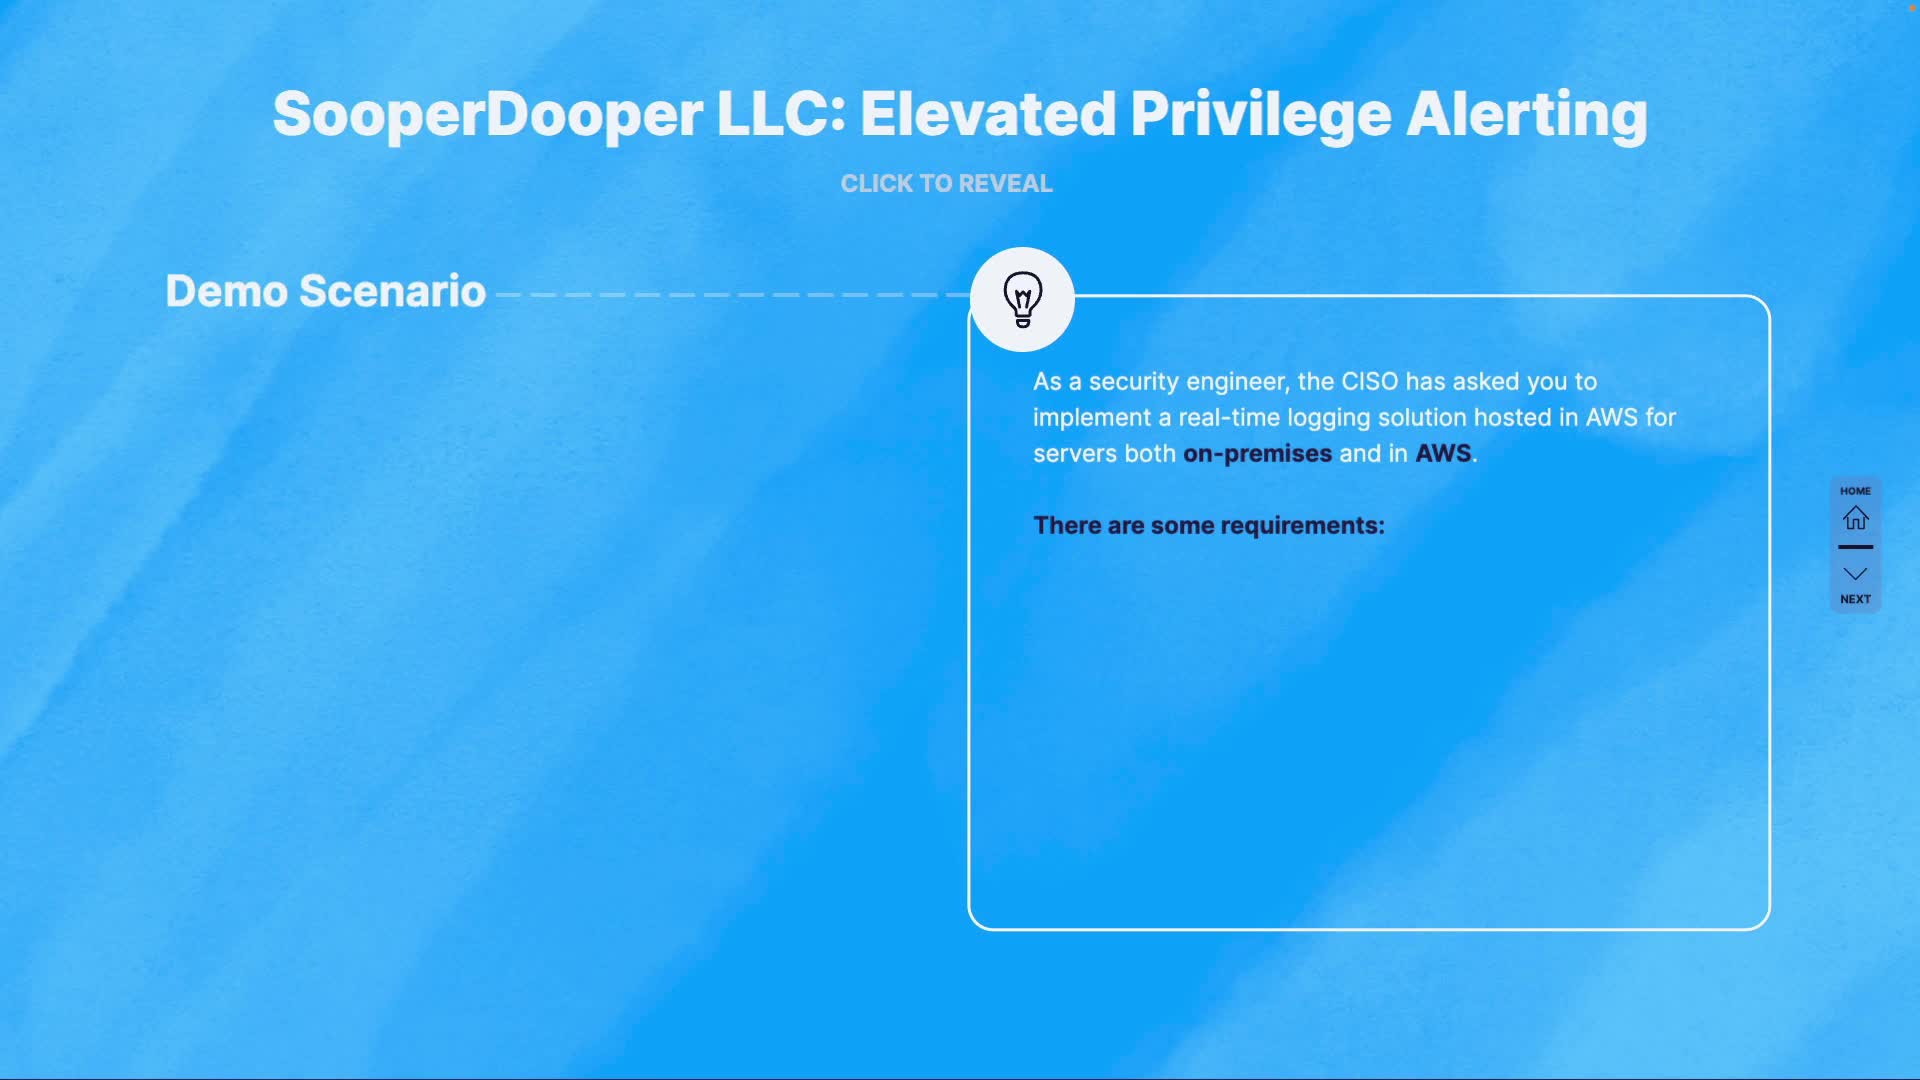 SooperDooper LLC: Elevated Privilege Alerting
CLICK TO REVEAL
Demo Scenario
As a security engineer, the CISO has asked you to
implement a real-time logging solution hosted in AWS for
servers both on-premises and in AWS.
There are some requirements:
HOME
NEXT